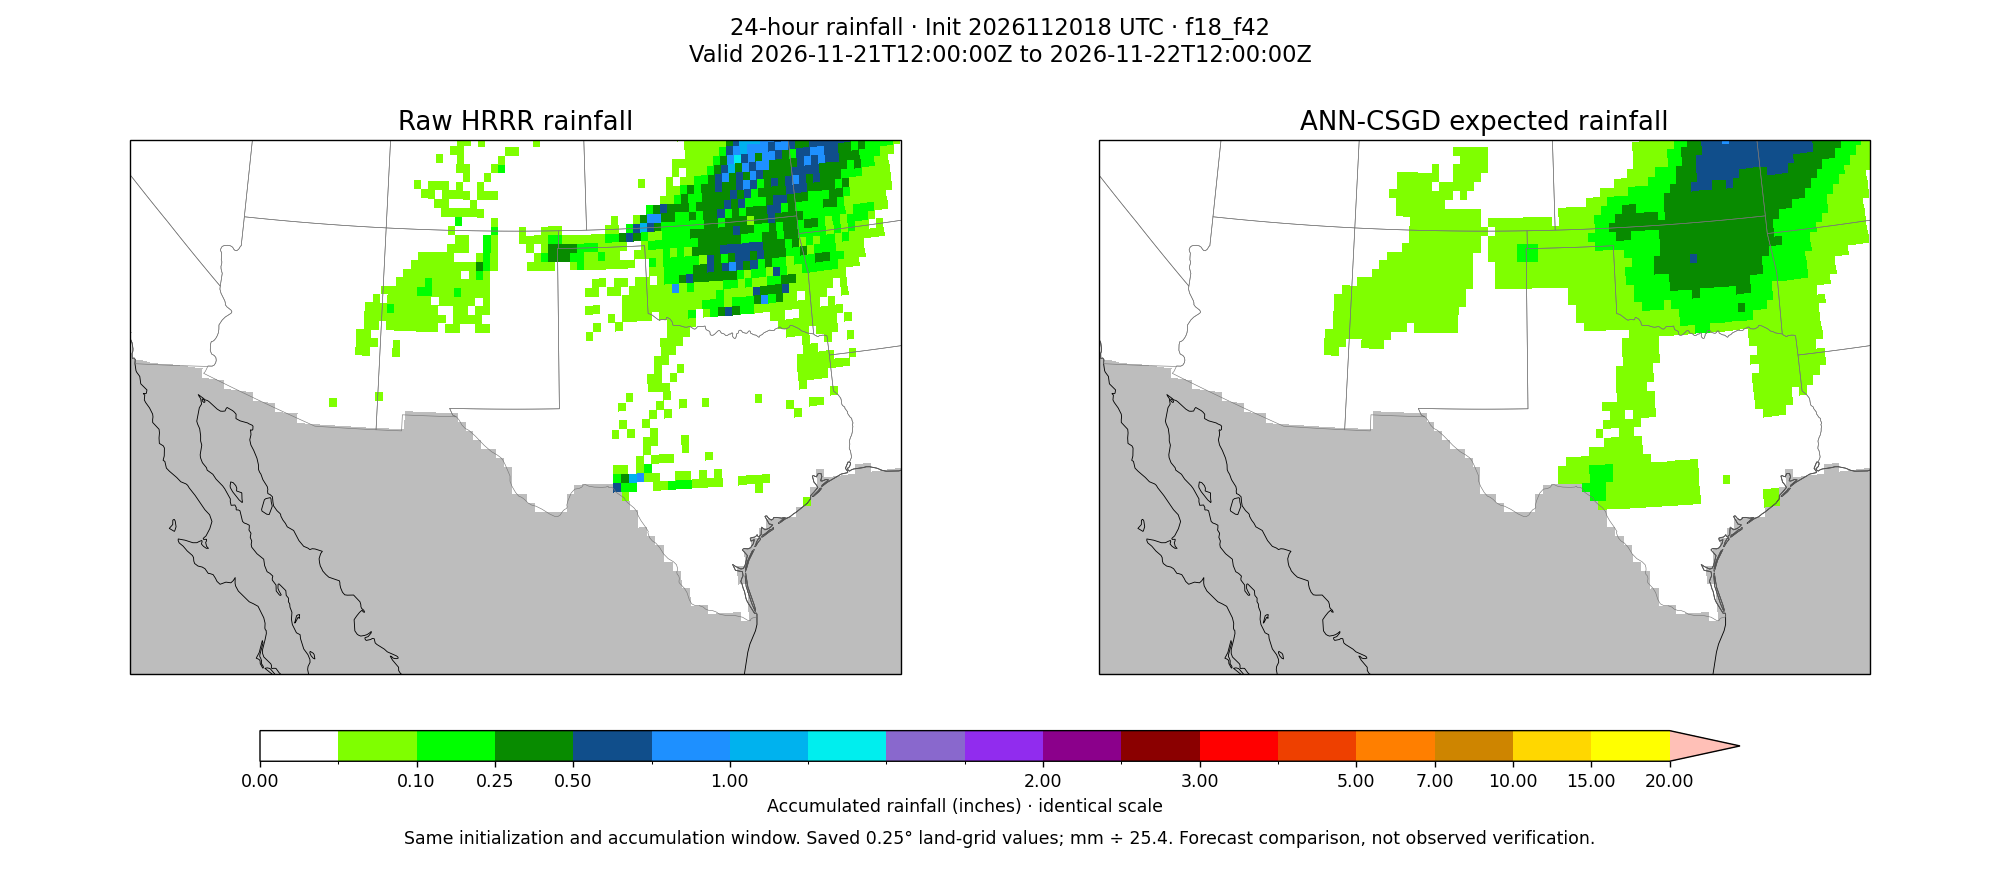 24-hour rainfall · Init 2026112018 UTC · f18_f42
Valid 2026-11-21T12:00:00Z to 2026-11-22T12:00:00Z
Raw HRRR rainfall
ANN-CSGD expected rainfall
0.00 0.10 0.25 0.50 1.00 2.00 3.00 5.00 7.00 10.00 15.00 20.00
Accumulated rainfall (inches) · identical scale
Same initialization and accumulation window. Saved 0.25° land-grid values; mm ÷ 25.4. Forecast comparison, not observed verification.